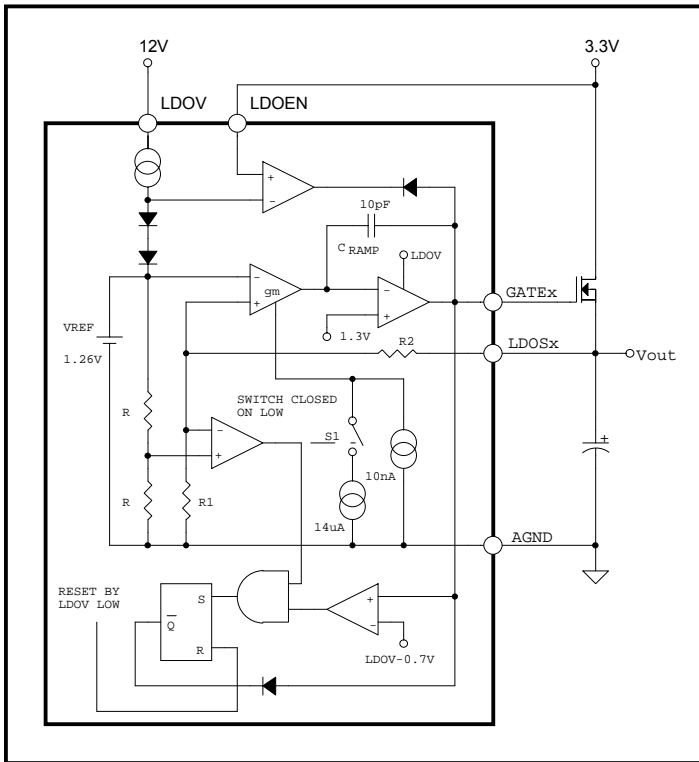 12V
3.3V
LDOV
LDOEN
+
−
10pF
C RAMP
LDOV
−
gm
+
−
+
GATEx
VREF
1.26V
1.3V
R2
LDOSx
Vout
R
SWITCH CLOSED
ON LOW
−
+
S1
+
R
R1
10nA
14uA
AGND
RESET BY
LDOV LOW
S
Q
R
+
−
LDOV-0.7V